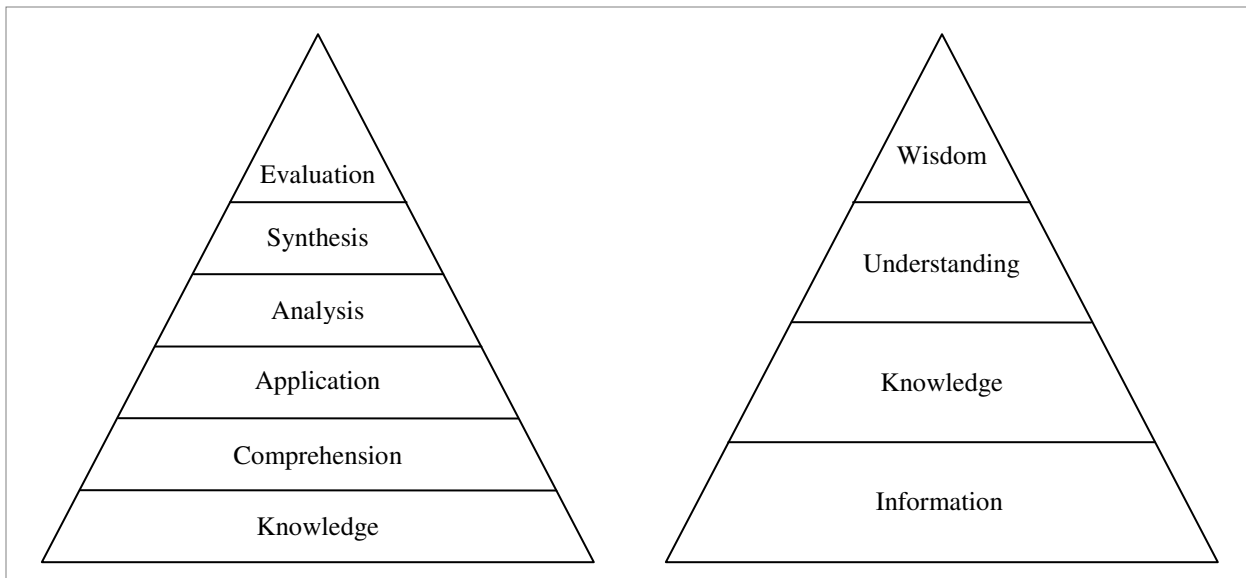 Evaluation
Synthesis
Analysis
Application
Comprehension
Knowledge
Wisdom
Understanding
Knowledge
Information